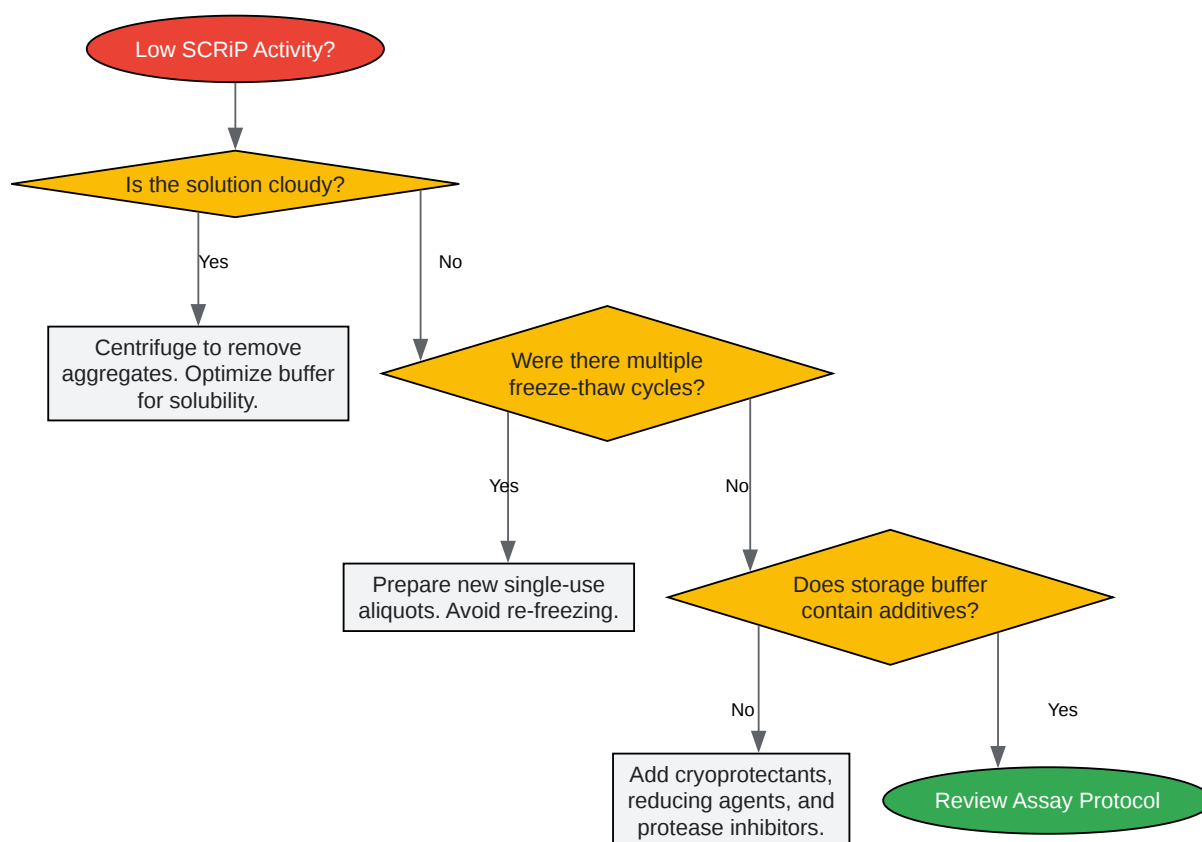 Low SCRiP Activity?
Is the solution cloudy?
Yes
No
Centrifuge to remove
aggregates. Optimize buffer
for solubility.
Were there multiple
freeze-thaw cycles?
Yes
No
Prepare new single-use
aliquots. Avoid re-freezing.
Does storage buffer
contain additives?
No
Yes
Add cryoprotectants,
reducing agents, and
protease inhibitors.
Review Assay Protocol